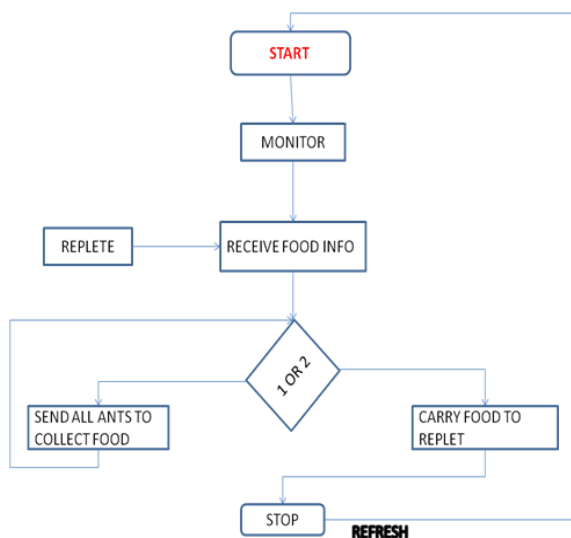 START
MONITOR
REPLETE
RECEIVE FOOD INFO
1 OR 2
SEND ALL ANTS TO
COLLECT FOOD
CARRY FOOD TO
REPLET
STOP
REFRESH